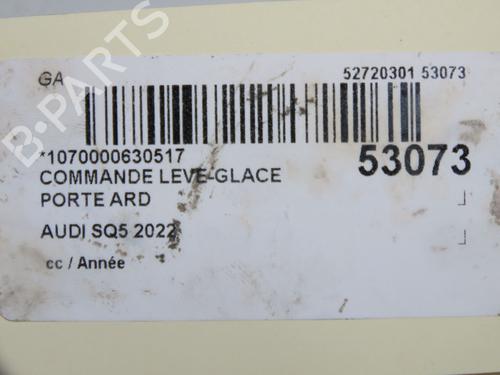 GA
52720301 53073
*1070000630517
53073
COMMANDE LEVE-GLACE
PORTE ARD
AUDI SQ5 2022
cc / Année
B-PARTS